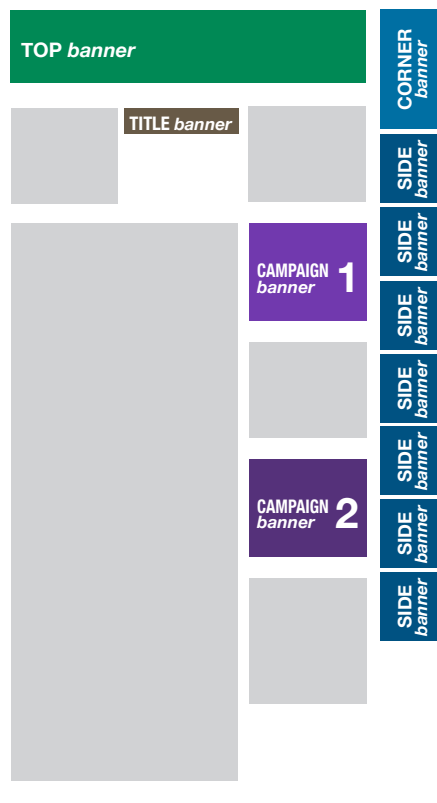 TOP banner
CORNER
banner
TITLE banner
SIDE
banner
SIDE
banner
CAMPAIGN
banner 1
SIDE
banner
SIDE
banner
SIDE
banner
CAMPAIGN
banner 2
SIDE
banner
SIDE
banner